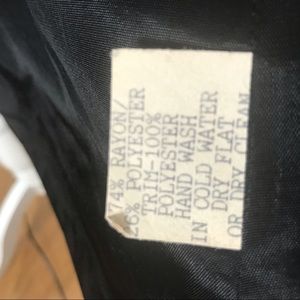 74% RAYON/
26% POLYESTER
TRIM-100%
POLYESTER
HAND WASH
IN COLD WATER
DRY FLAT
OR DRY CLEAN